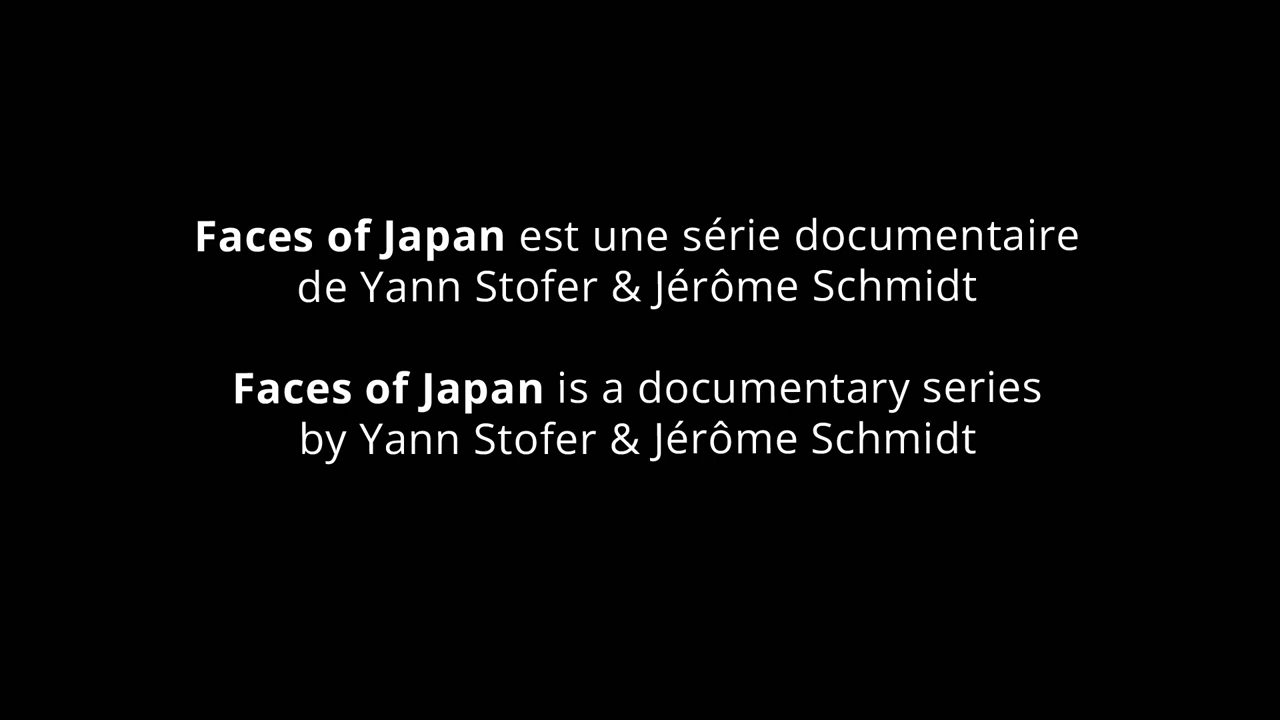 Faces of Japan est une série documentaire
de Yann Stofer & Jérôme Schmidt
Faces of Japan is a documentary series
by Yann Stofer & Jérôme Schmidt